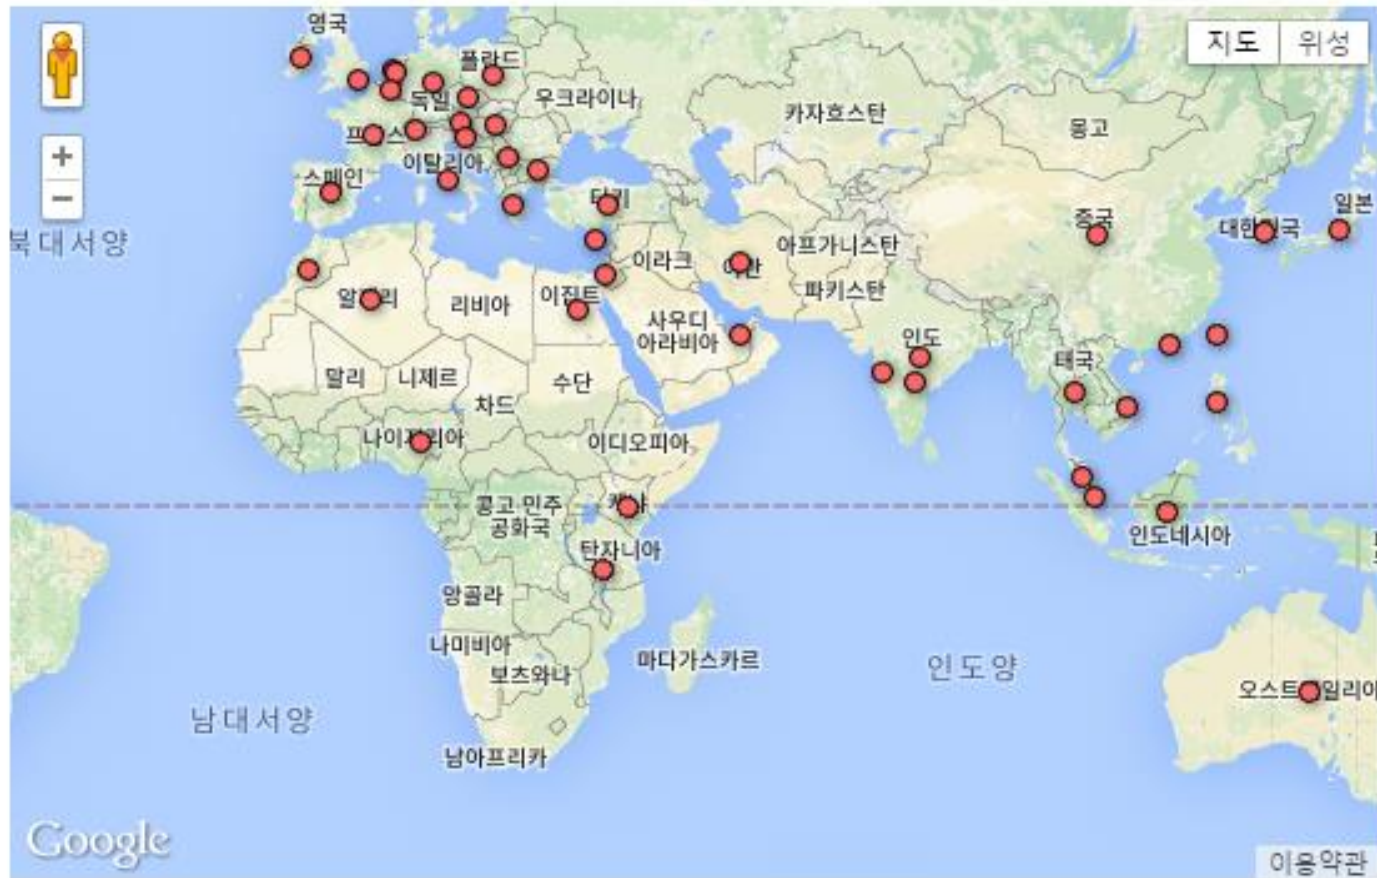 영국
지도
위성
폴란드
독일
우크라이나
카자흐스탄
몽고
프랑스
이탈리아
스페인
터키
중국
대한민국
일본
북대서양
이라크
아프가니스탄
이란
파키스탄
알제리
리비아
이집트
사우디
아라비아
인도
태국
말리
니제르
수단
차드
나이지리아
이디오피아
콩고 민주
공화국
케냐
인도네시아
탄자니아
앙골라
나미비아
보츠와나
마다가스카르
인도양
오스트레일리아
남대서양
남아프리카
Google
이용약관